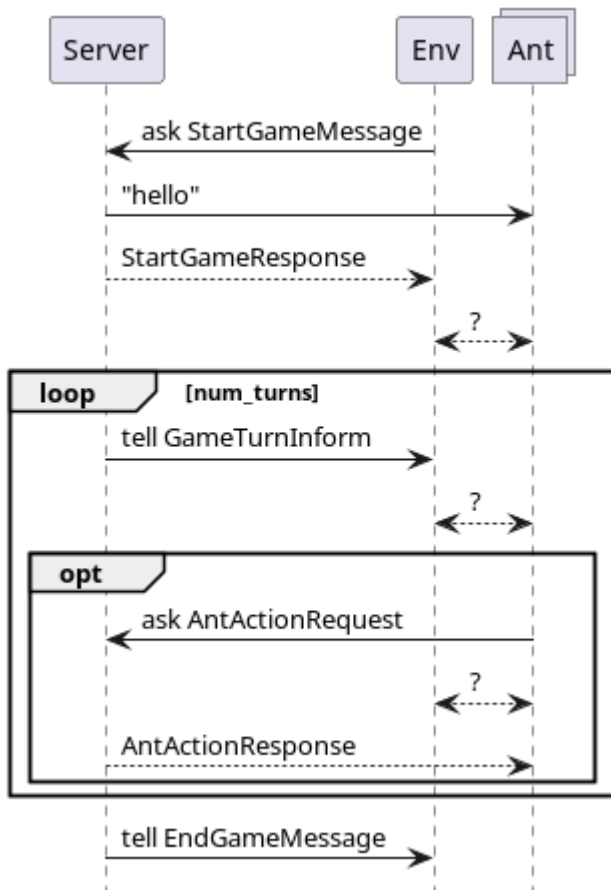 Server Env Ant
ask StartGameMessage
"hello"
StartGameResponse
?
loop [num_turns]
tell GameTurnInform
?
opt
ask AntActionRequest
?
AntActionResponse
tell EndGameMessage